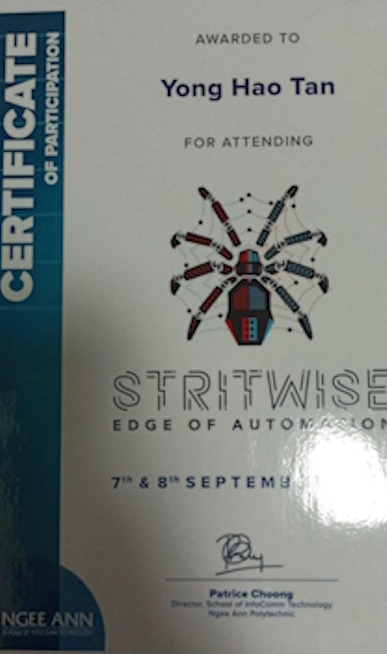 CERTIFICATE
OF PARTICIPATION
AWARDED TO
Yong Hao Tan
FOR ATTENDING
STRITWISE
EDGE OF AUTOMATION
7th & 8th SEPTEMB
Patrice Choong
Director, School of InfoComm Technology
Ngee Ann Polytechnic
NGEE ANN